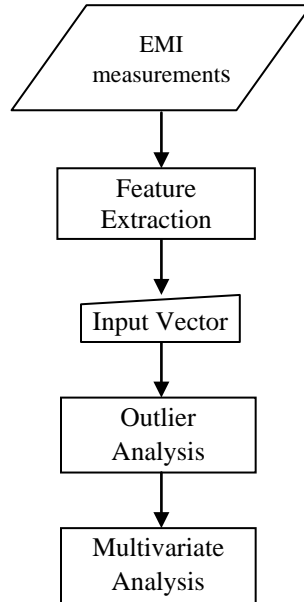 EMI
measurements
Feature
Extraction
Input Vector
Outlier
Analysis
Multivariate
Analysis